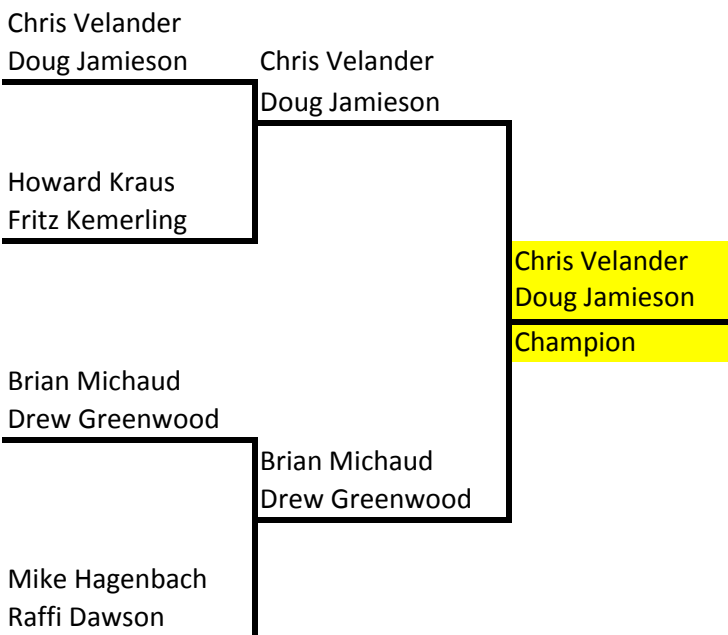 Chris Velander
Doug Jamieson
Chris Velander
Doug Jamieson
Howard Kraus
Fritz Kemerling
Chris Velander
Doug Jamieson
Champion
Brian Michaud
Drew Greenwood
Brian Michaud
Drew Greenwood
Mike Hagenbach
Raffi Dawson